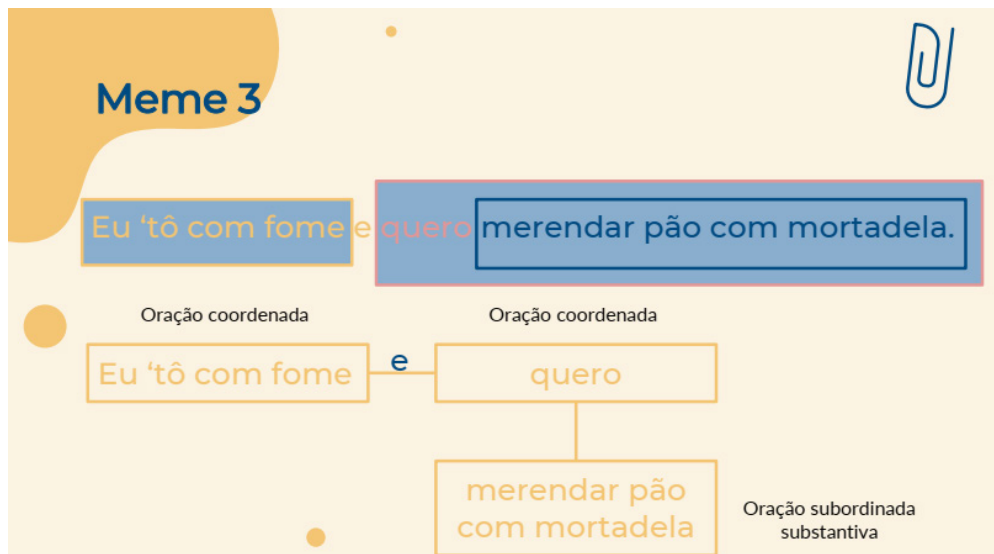 Meme 3
Eu ‘tô com fome e quero merendar pão com mortadela.
Oração coordenada Oração coordenada
Eu ‘tô com fome e quero
merendar pão
com mortadela
Oração subordinada
substantiva